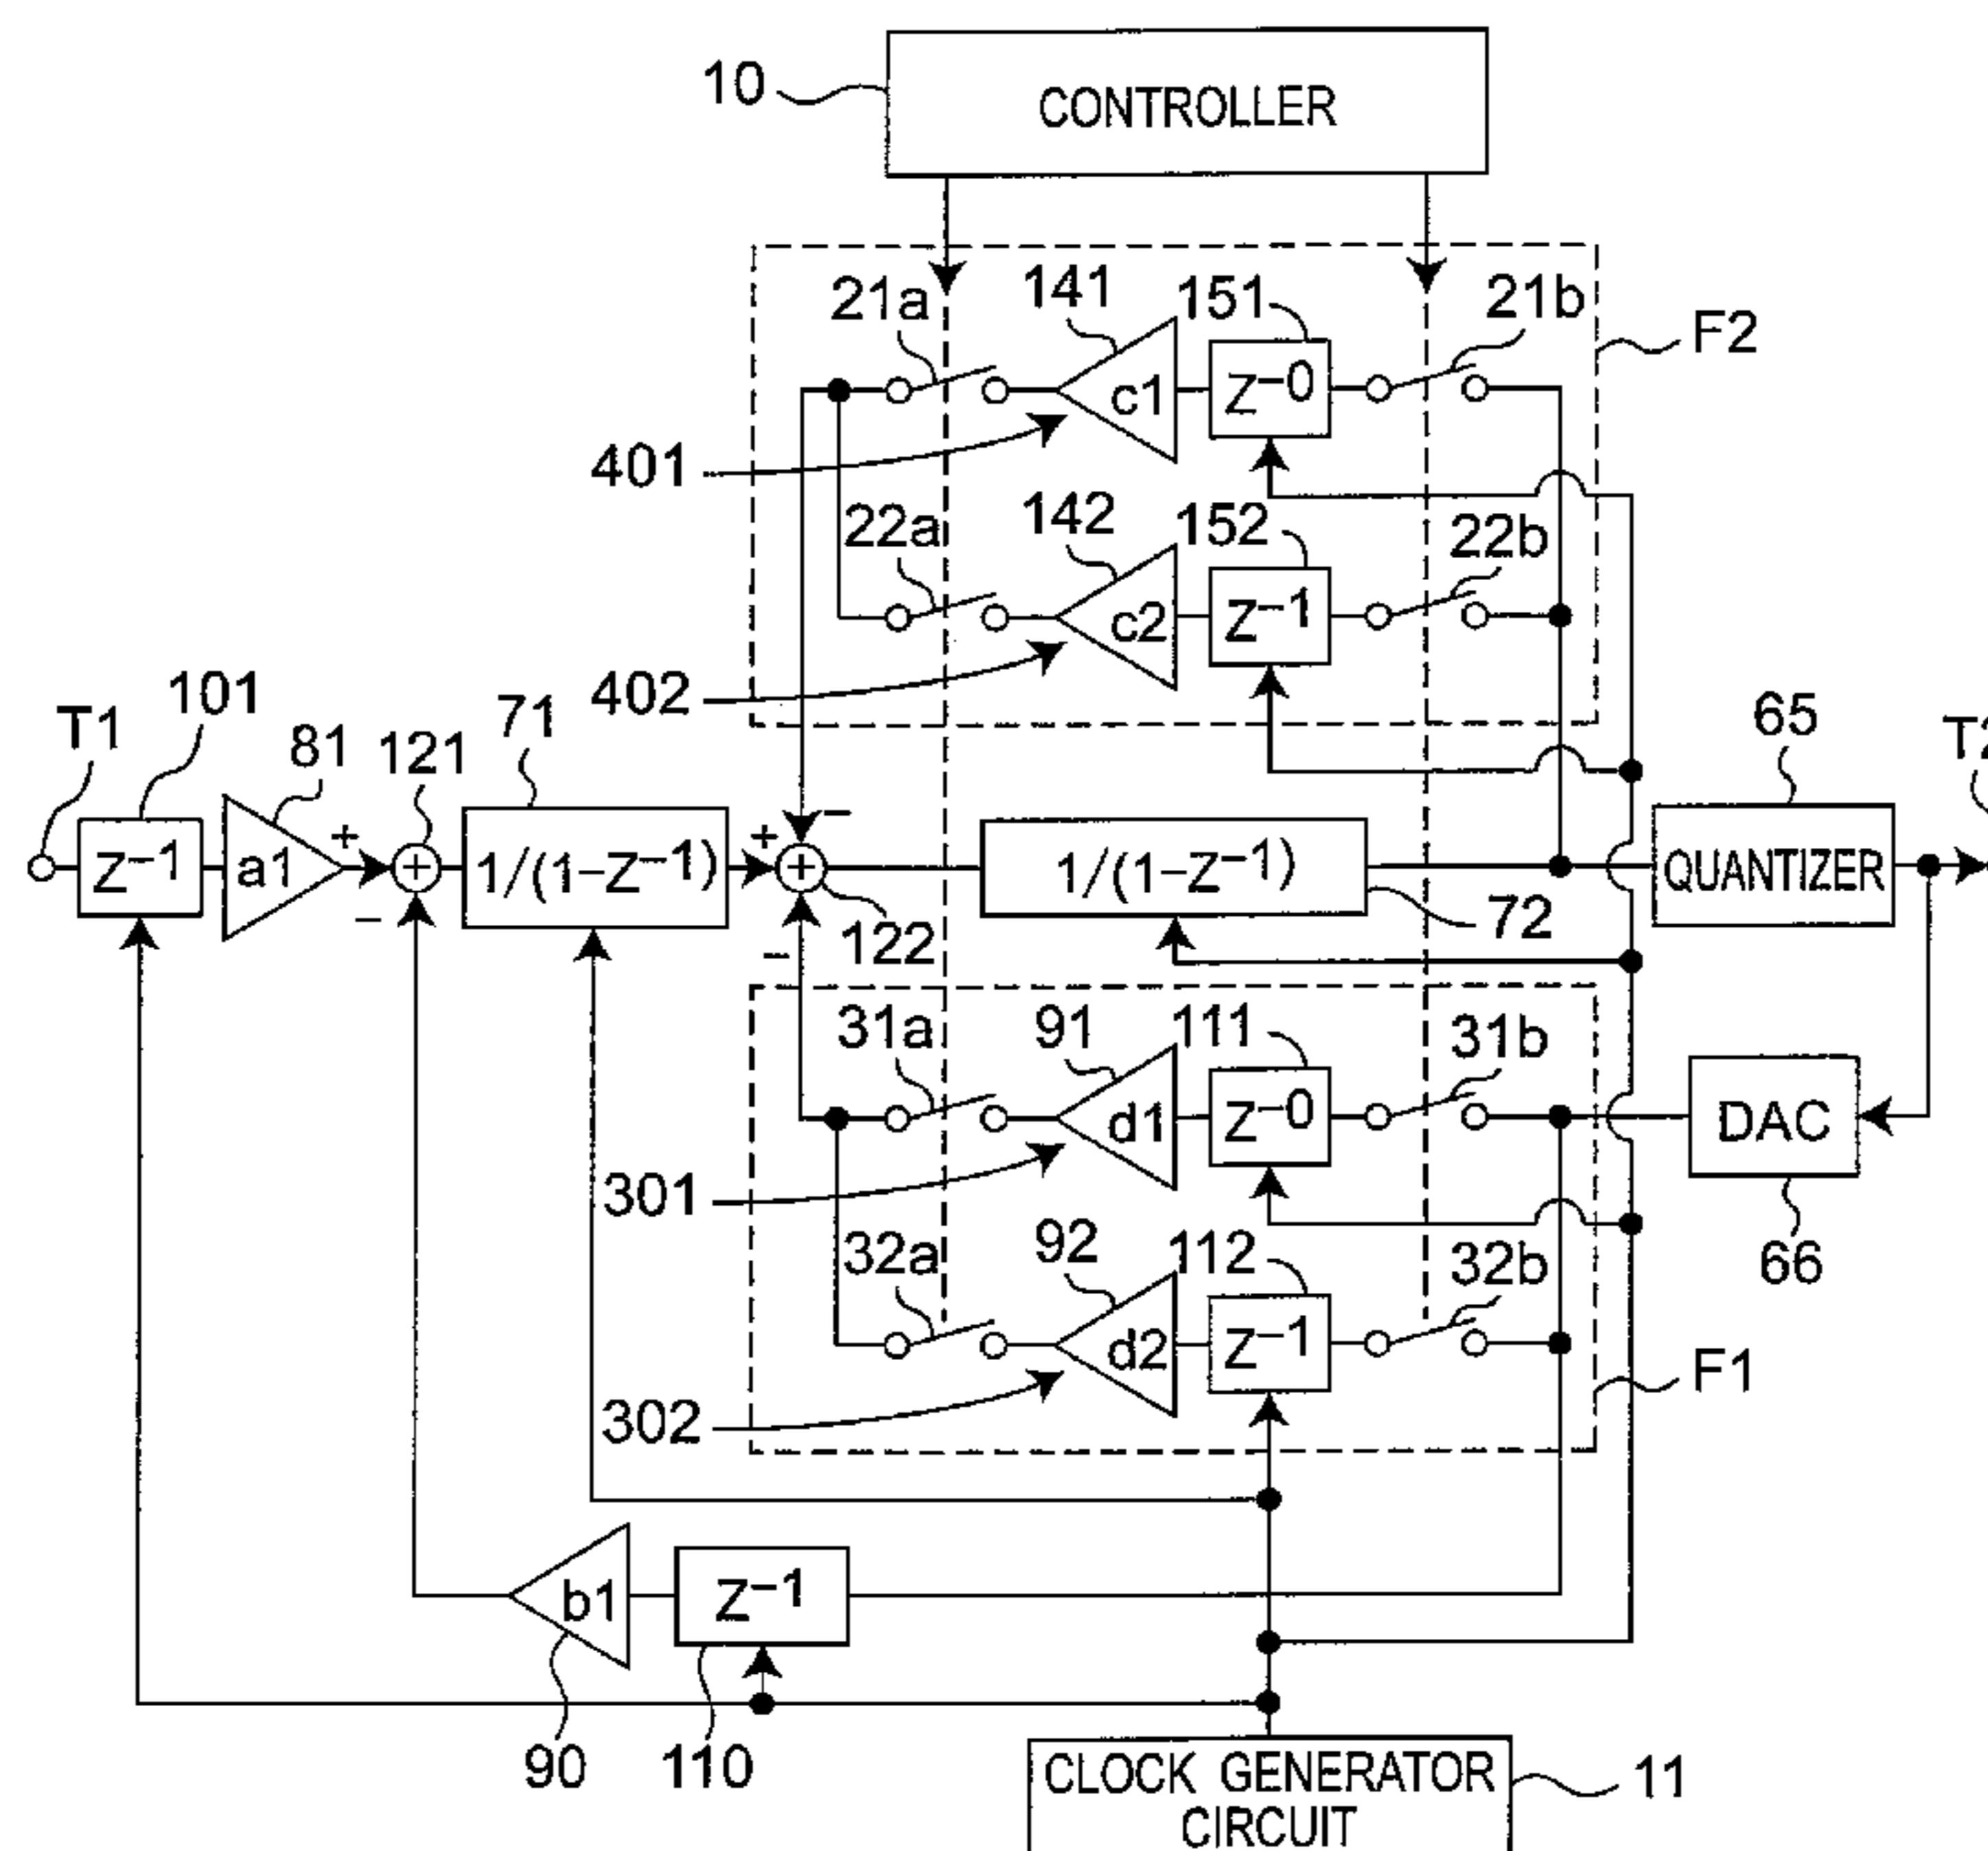 10
CONTROLLER
21a
141
151
21b
F2
c1
Z⁻⁰
401
22a
142
152
22b
c2
Z⁻¹
402
T1
101
81
121
71
65
Z⁻¹
a1
+
−
+
1/(1−Z⁻¹)
+
−
+
−
122
1/(1−Z⁻¹)
72
QUANTIZER
31a
91
111
31b
d1
Z⁻⁰
DAC
66
301
32a
92
112
32b
d2
Z⁻¹
302
F1
b1
Z⁻¹
90
110
CLOCK GENERATOR
CIRCUIT
11